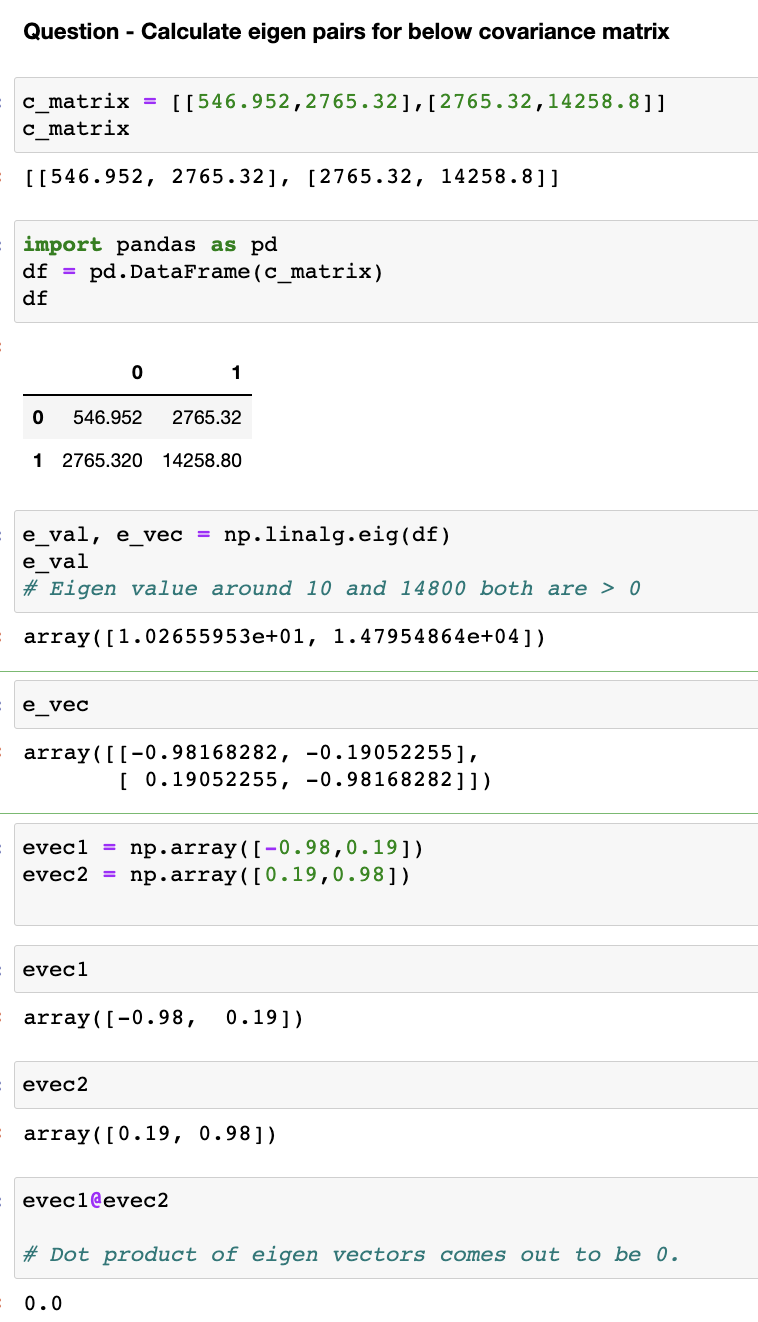 Question - Calculate eigen pairs for below covariance matrix
c_matrix = [[546.952,2765.32],[2765.32,14258.8]]
c_matrix
[[546.952, 2765.32], [2765.32, 14258.8]]
import pandas as pd
df = pd.DataFrame(c_matrix)
df
0 1
0 546.952 2765.32
1 2765.320 14258.80
e_val, e_vec = np.linalg.eig(df)
e_val
# Eigen value around 10 and 14800 both are > 0
array([1.02655953e+01, 1.47954864e+04])
e_vec
array([[-0.98168282, -0.19052255],
[ 0.19052255, -0.98168282]])
evec1 = np.array([-0.98,0.19])
evec2 = np.array([0.19,0.98])
evec1
array([-0.98,  0.19])
evec2
array([0.19, 0.98])
evec1@evec2
# Dot product of eigen vectors comes out to be 0.
0.0